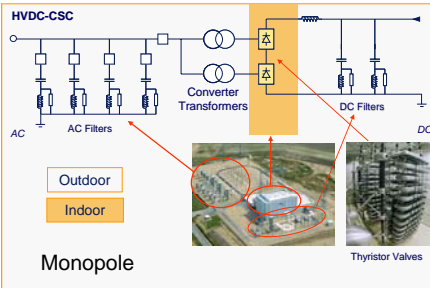 HVDC-CSC
Converter
Transformers
DC Filters
AC
AC Filters
DC
Outdoor
Indoor
Monopole
Thyristor Valves